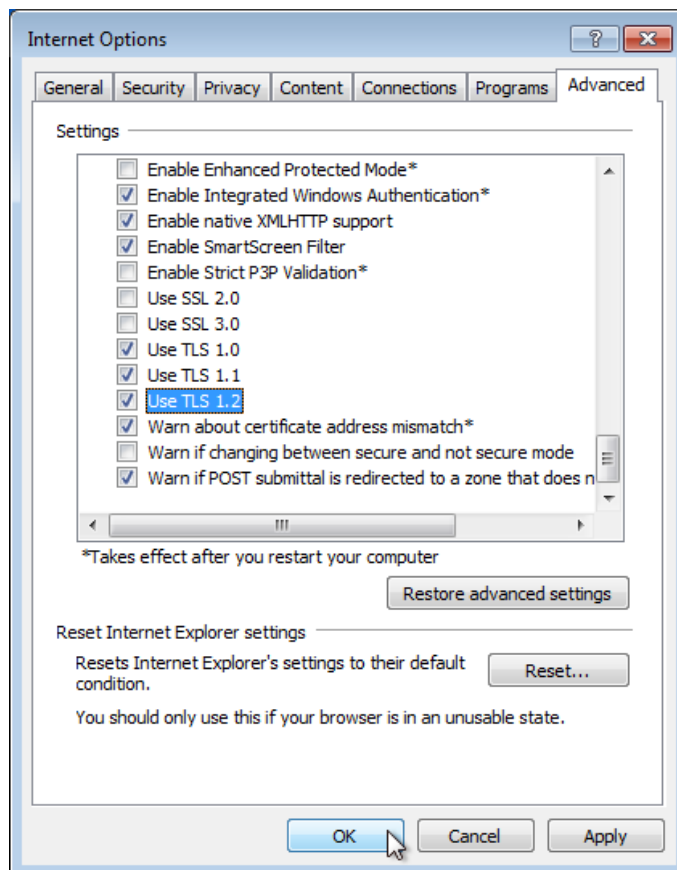 Internet Options
General Security Privacy Content Connections Programs Advanced
Settings
Enable Enhanced Protected Mode*
Enable Integrated Windows Authentication*
Enable native XMLHTTP support
Enable SmartScreen Filter
Enable Strict P3P Validation*
Use SSL 2.0
Use SSL 3.0
Use TLS 1.0
Use TLS 1.1
Use TLS 1.2
Warn about certificate address mismatch*
Warn if changing between secure and not secure mode
Warn if POST submittal is redirected to a zone that does n
*Takes effect after you restart your computer
Restore advanced settings
Reset Internet Explorer settings
Resets Internet Explorer's settings to their default
condition.
Reset...
You should only use this if your browser is in an unusable state.
OK Cancel Apply